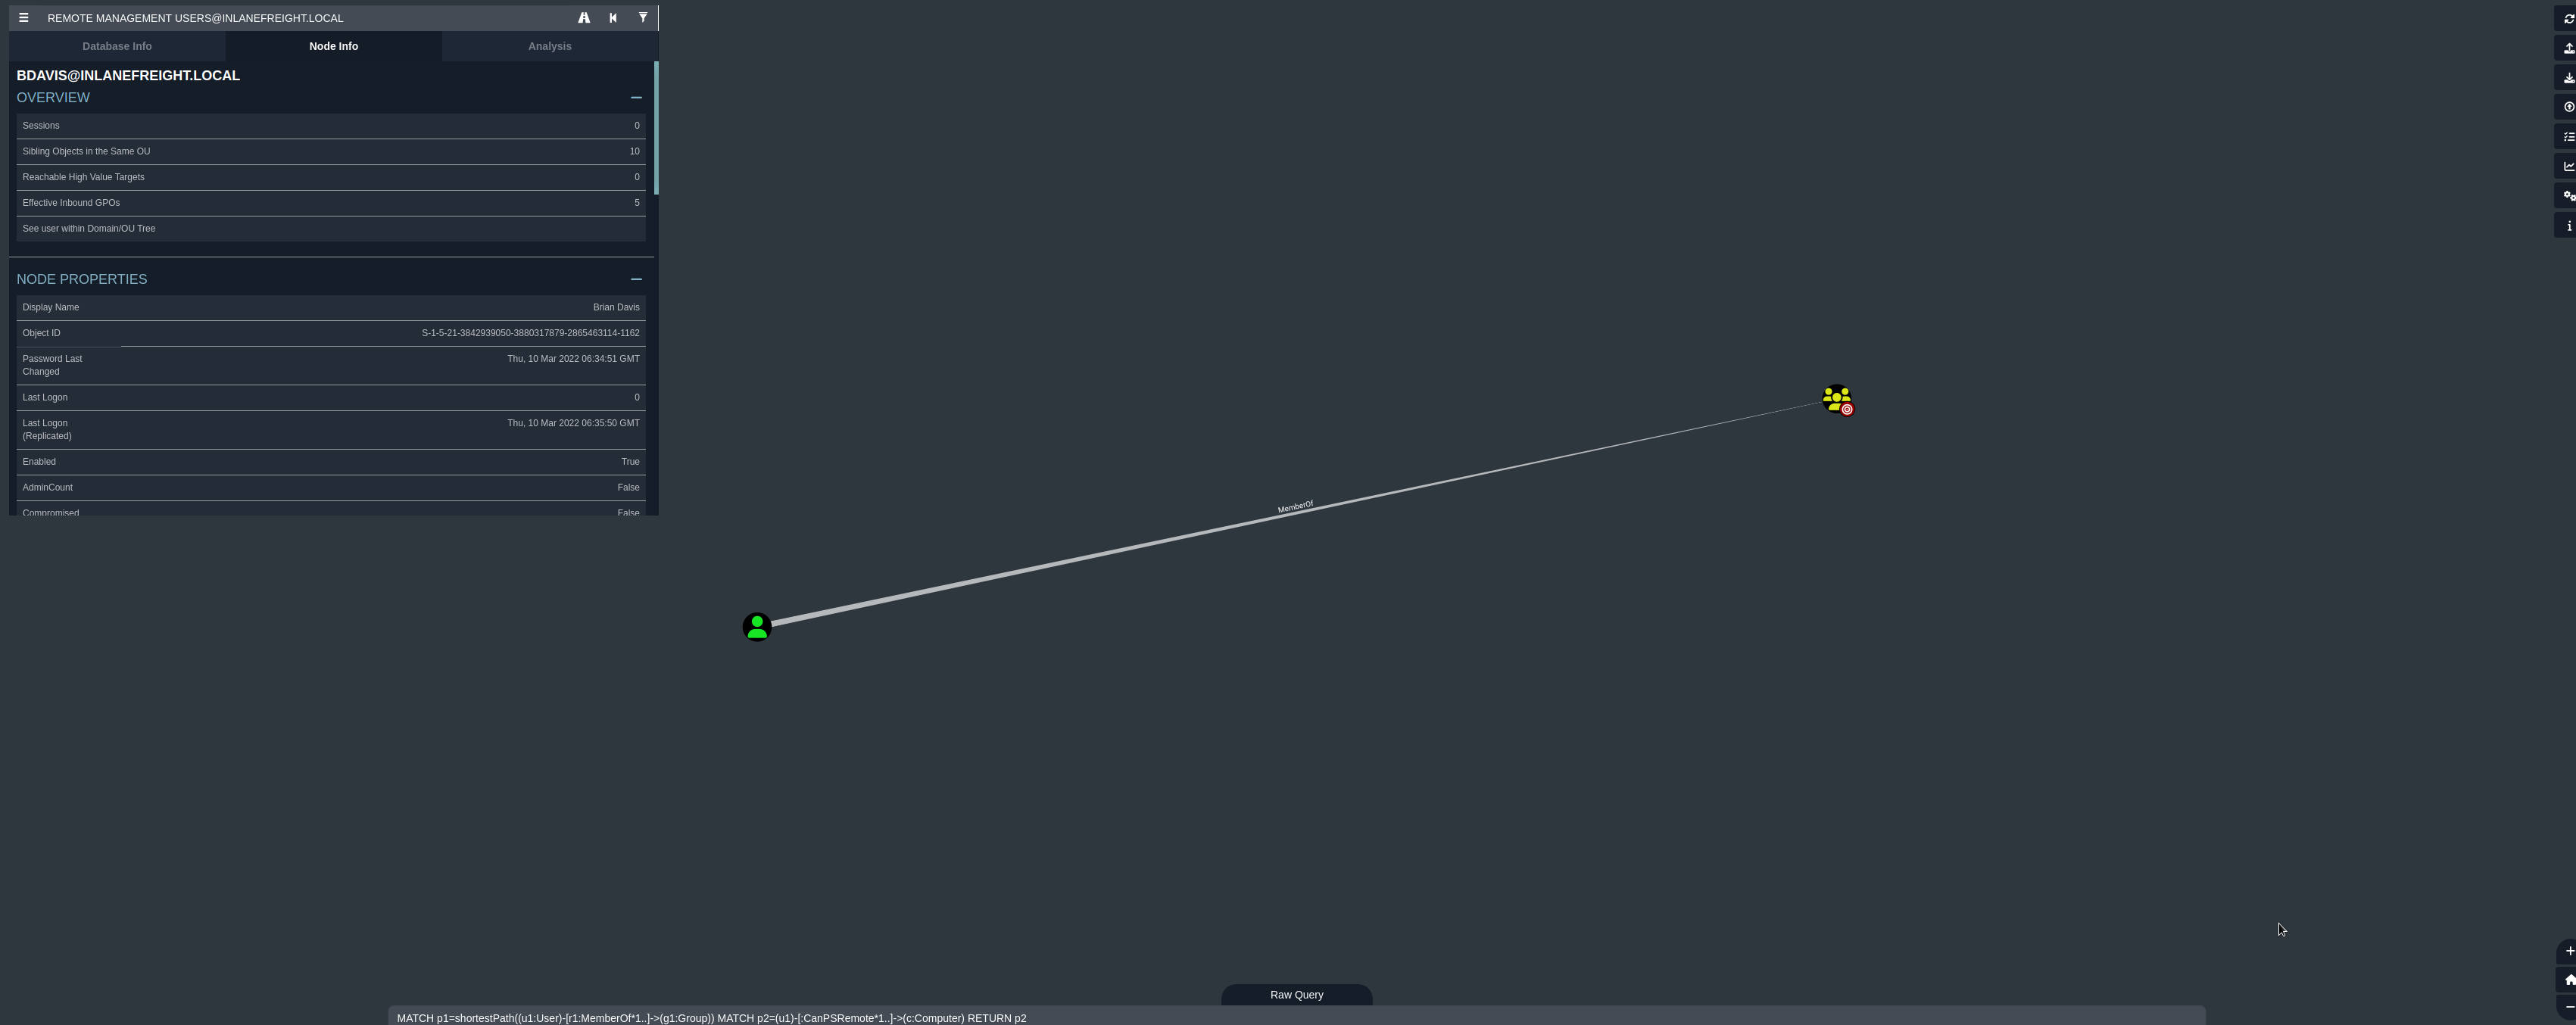 REMOTE MANAGEMENT USERS@INLANEFREIGHT.LOCAL
Database Info
Node Info
Analysis
BDAVIS@INLANEFREIGHT.LOCAL
OVERVIEW
Sessions 0
Sibling Objects in the Same OU 10
Reachable High Value Targets 0
Effective Inbound GPOs 5
See user within Domain/OU Tree
NODE PROPERTIES
Display Name Brian Davis
Object ID S-1-5-21-3842939050-3880317879-2865463114-1162
Password Last Thu, 10 Mar 2022 06:34:51 GMT
Changed
Last Logon 0
Last Logon Thu, 10 Mar 2022 06:35:50 GMT
(Replicated)
Enabled True
AdminCount False
Compromised False
MemberOf
Raw Query
MATCH p1=shortestPath((u1:User)-[r1:MemberOf*1..]->(g1:Group)) MATCH p2=(u1)-[:CanPSRemote*1..]->(c:Computer) RETURN p2